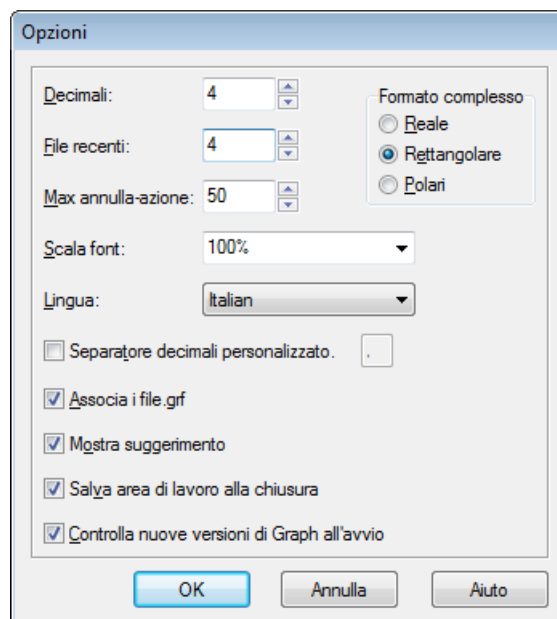 Opzioni
Decimali: 4
Formato complesso
Reale
File recenti: 4
Rettangolare
Polari
Max annulla-azione: 50
Scala font: 100%
Lingua: Italian
Separatore decimali personalizzato. .
Associa i file.grf
Mostra suggerimento
Salva area di lavoro alla chiusura
Controlla nuove versioni di Graph all'avvio
OK Annulla Aiuto